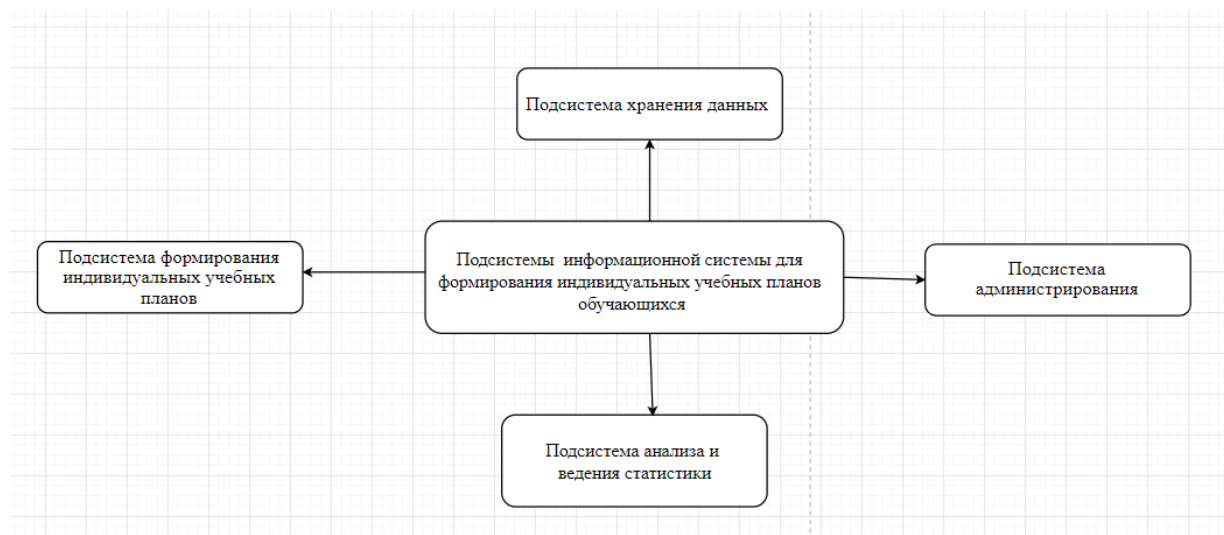 Подсистема хранения данных
Подсистема формирования
индивидуальных учебных
планов
Подсистемы информационной системы для
формирования индивидуальных учебных планов
обучающихся
Подсистема
администрирования
Подсистема анализа и
ведения статистики